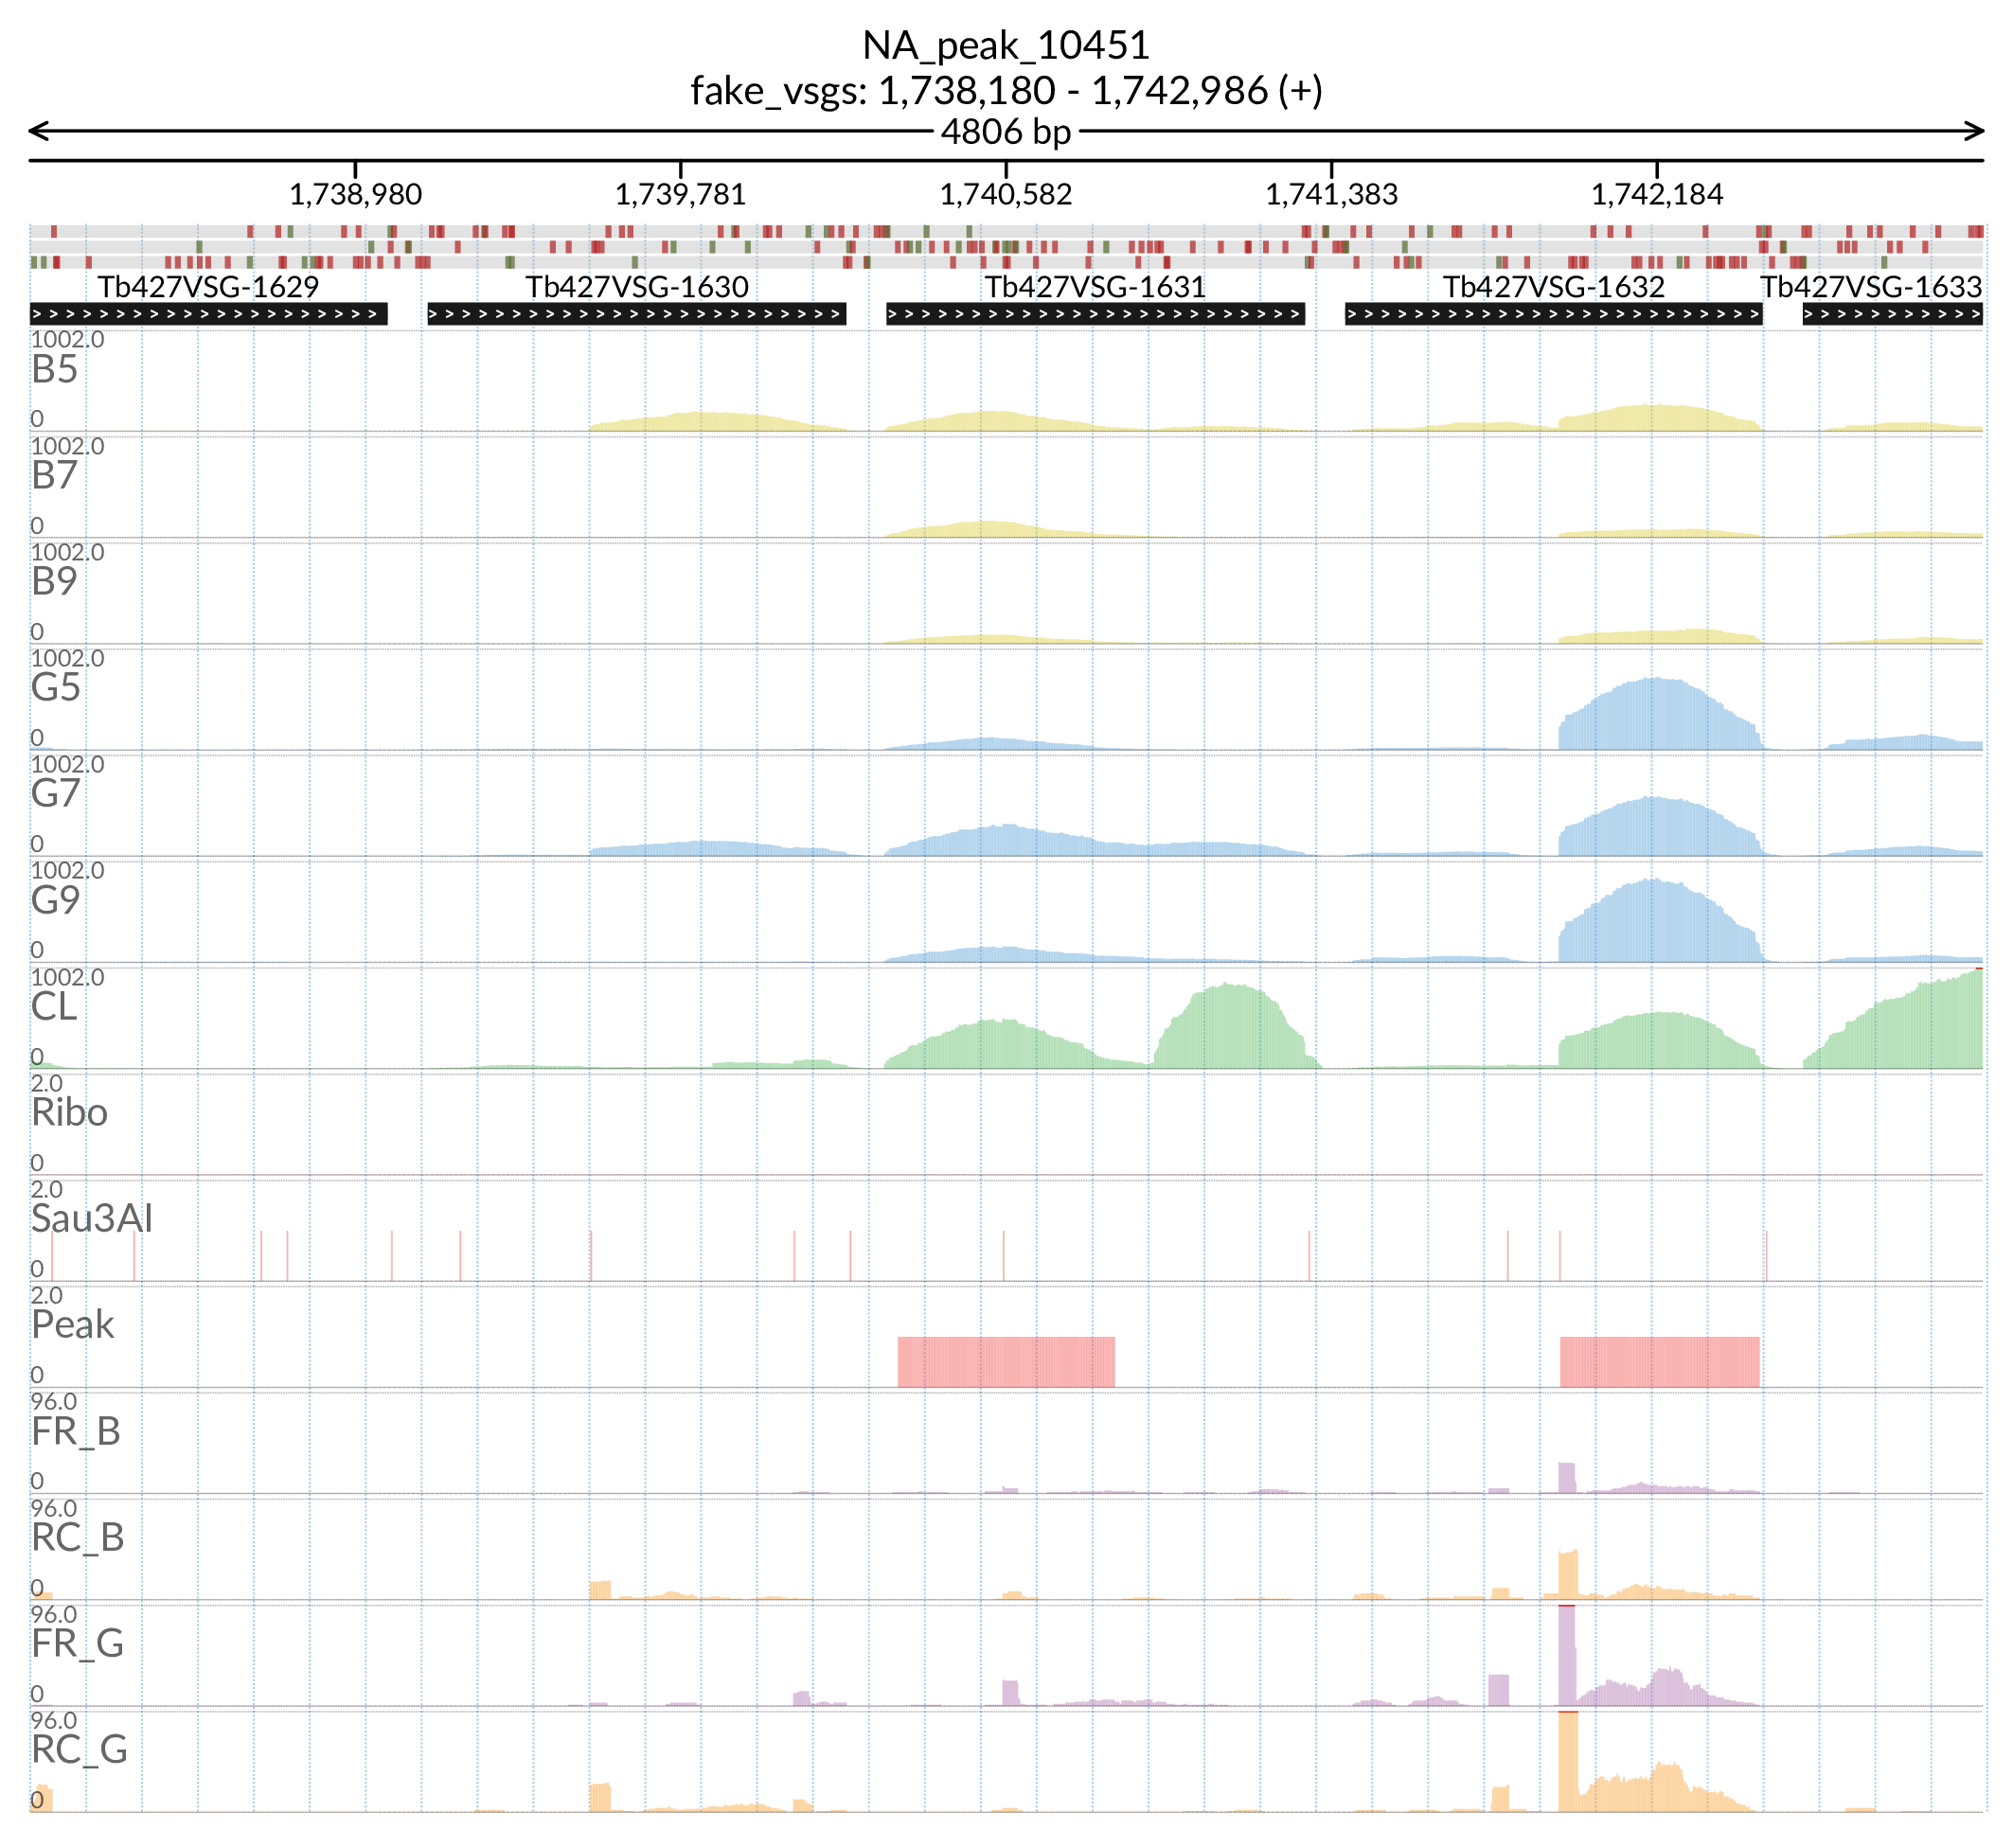 NA_peak_10451
fake_vsgs: 1,738,180 - 1,742,986 (+)
4806 bp
1,738,980 1,739,781 1,740,582 1,741,383 1,742,184
Tb427VSG-1629 Tb427VSG-1630 Tb427VSG-1631 Tb427VSG-1632 Tb427VSG-1633
1002.0
B5
0
1002.0
B7
0
1002.0
B9
0
1002.0
G5
0
1002.0
G7
0
1002.0
G9
0
1002.0
CL
0
2.0
Ribo
0
2.0
Sau3AI
0
2.0
Peak
0
96.0
FR_B
0
96.0
RC_B
0
96.0
FR_G
0
96.0
RC_G
0